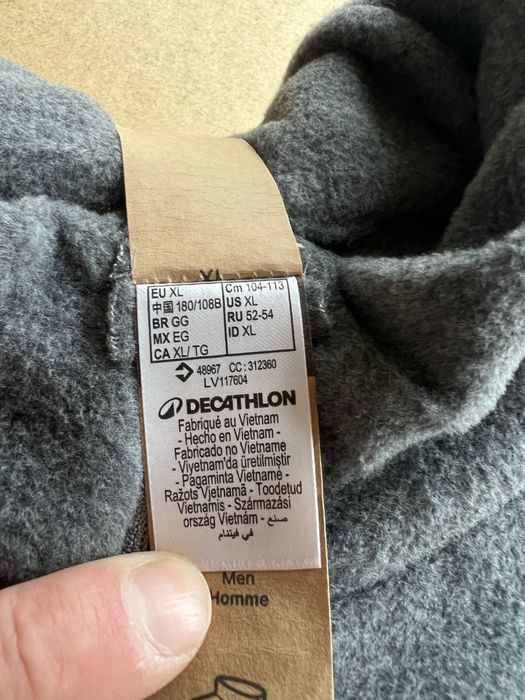 XL
EU XL
中国 180/108B
BR GG
MX EG
CA XL/ TG
Cm 104-113
US XL
RU 52-54
ID XL
48967 CC : 312360
LV117604
DECATHLON
Fabriqué au Vietnam
- Hecho en Vietnam -
Fabricado no Vietname
- Viyetnam'da üretilmiştir
- Pagaminta Vietname -
Ražots Vjetnamā - Toodetud
Vietnamis - Származási
ország Vietnám - صنع
في فيتنام
Men
Homme